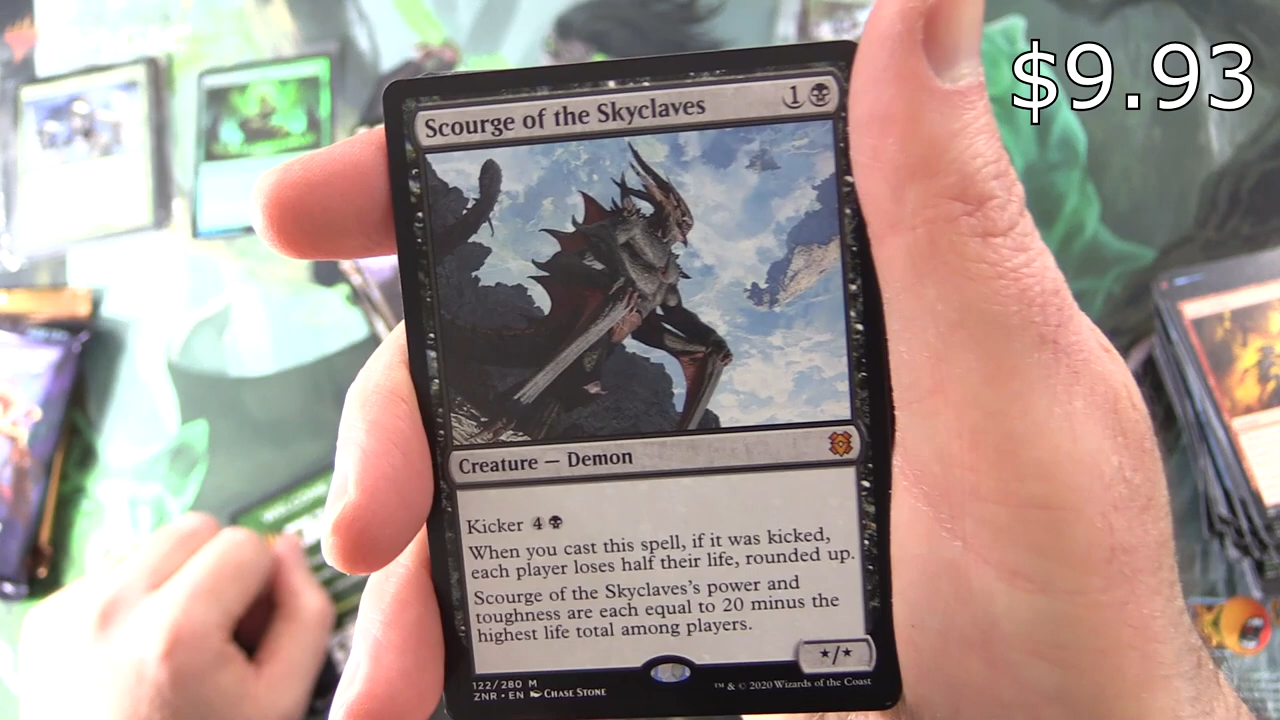 $9.93
Scourge of the Skyclaves 1
Creature — Demon
Kicker 4
When you cast this spell, if it was kicked,
each player loses half their life, rounded up.
Scourge of the Skyclaves's power and
toughness are each equal to 20 minus the
highest life total among players.
★/★
122/280 M
ZNR • EN CHASE STONE
™ & © 2020 Wizards of the Coast